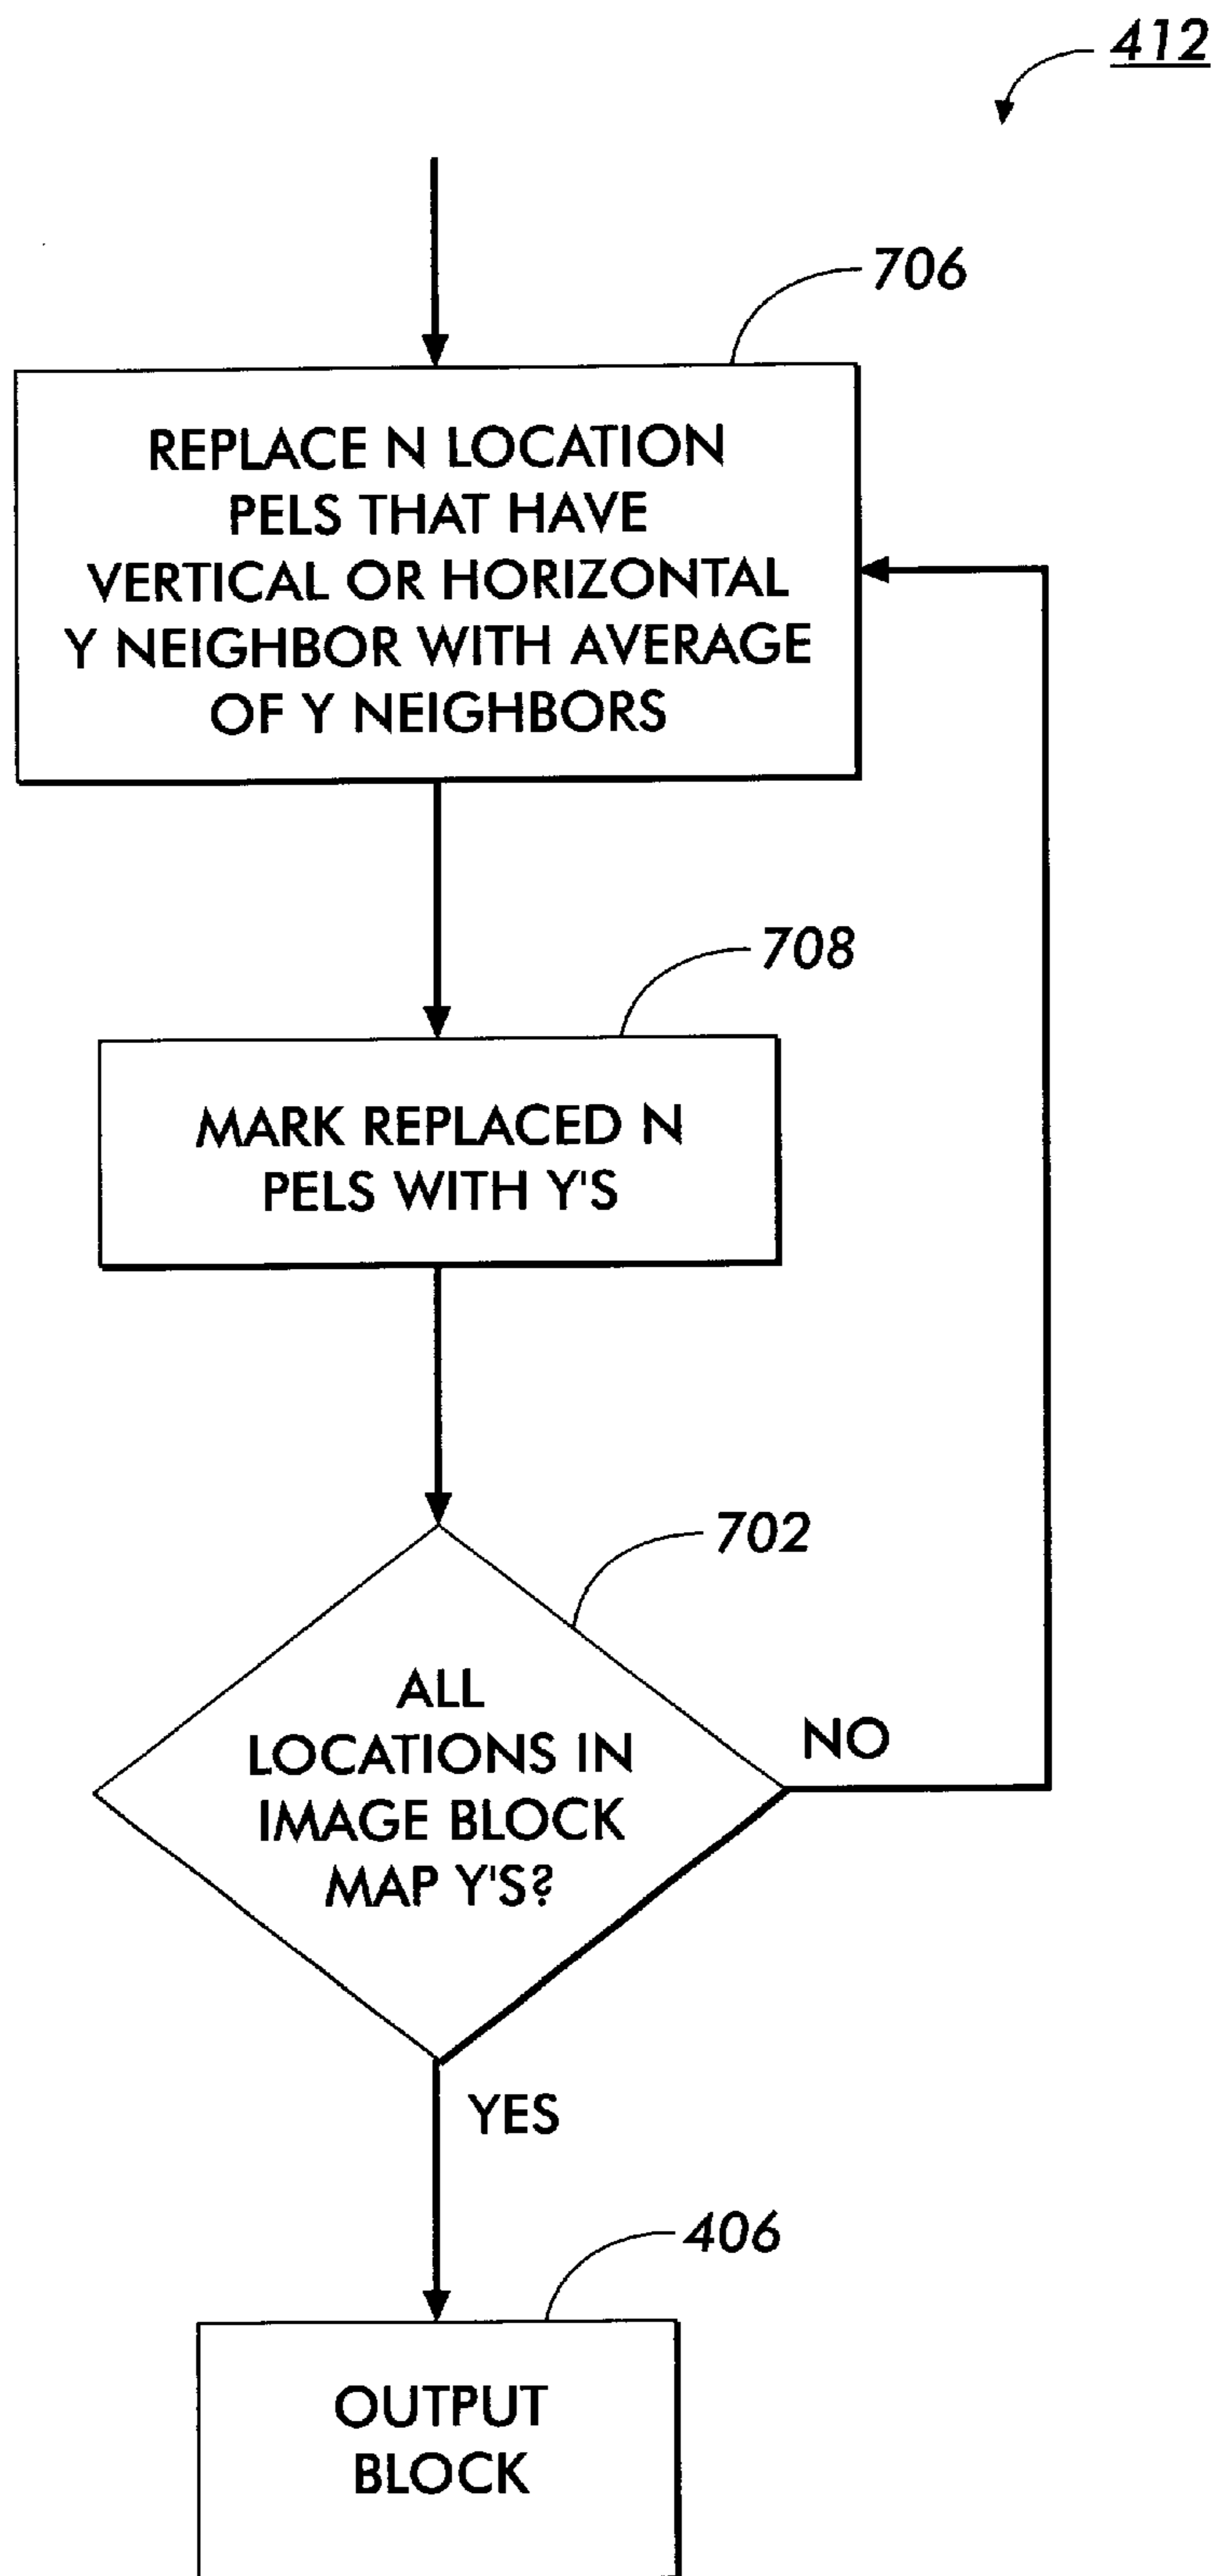 412
706
REPLACE N LOCATION
PELS THAT HAVE
VERTICAL OR HORIZONTAL
Y NEIGHBOR WITH AVERAGE
OF Y NEIGHBORS
708
MARK REPLACED N
PELS WITH Y'S
702
ALL
LOCATIONS IN
IMAGE BLOCK
MAP Y'S?
NO
YES
406
OUTPUT
BLOCK